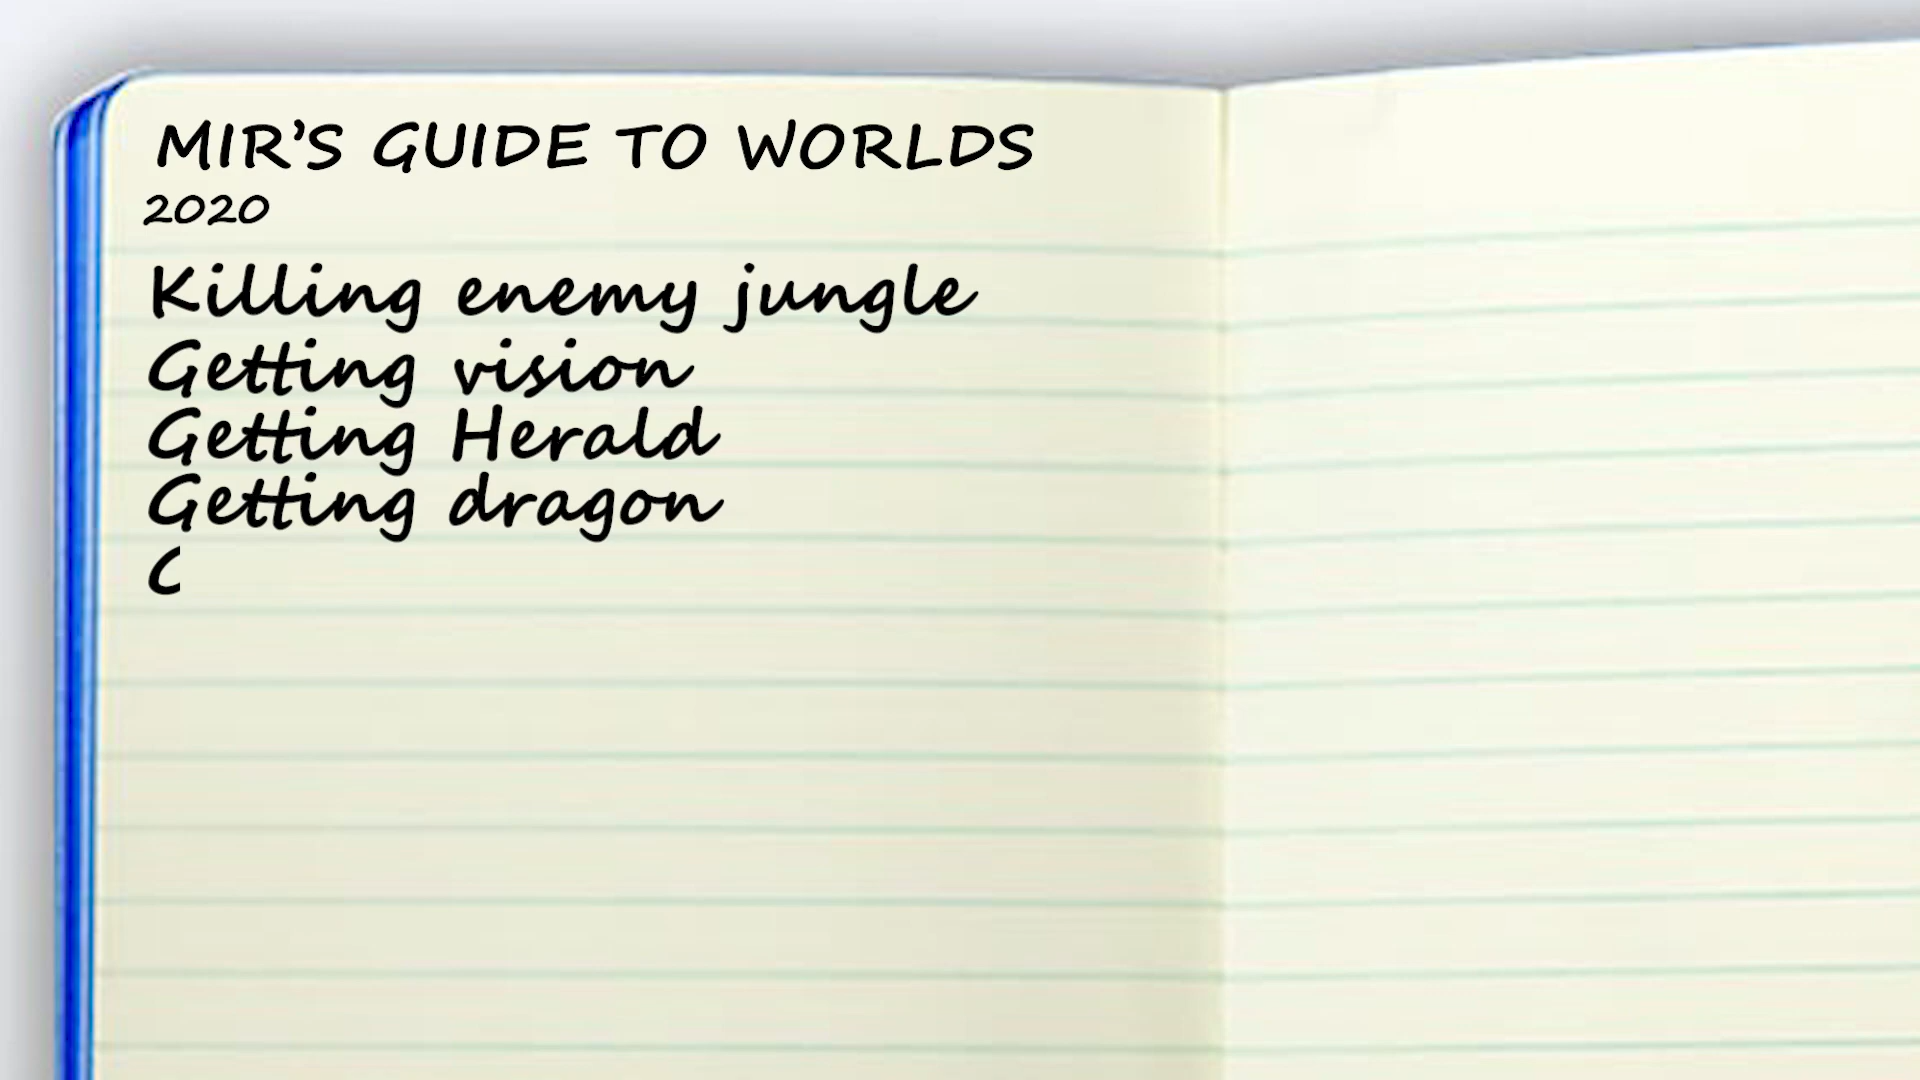 MIR'S GUIDE TO WORLDS
2020
Killing enemy jungle
Getting vision
Getting Herald
Getting dragon